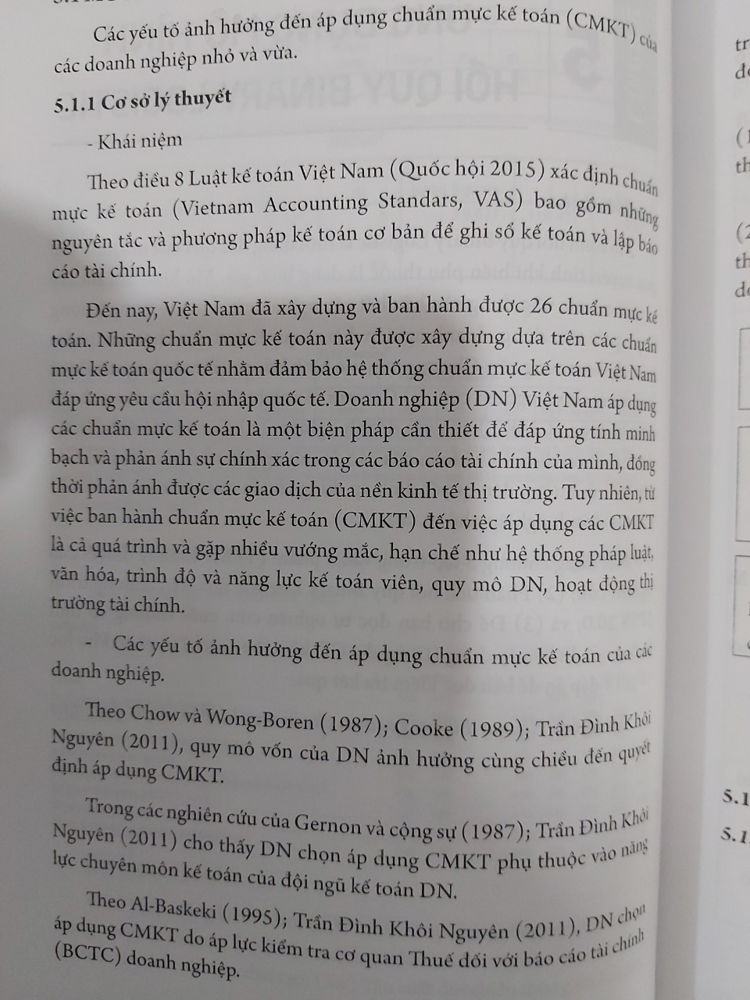 Các yếu tố ảnh hưởng đến áp dụng chuẩn mực kế toán (CMKT) của
các doanh nghiệp nhỏ và vừa.
5.1.1 Cơ sở lý thuyết
- Khái niệm
Theo điều 8 Luật kế toán Việt Nam (Quốc hội 2015) xác định chuẩn
mực kế toán (Vietnam Accounting Standars, VAS) bao gồm những
nguyên tắc và phương pháp kế toán cơ bản để ghi sổ kế toán và lập báo
cáo tài chính.
Đến nay, Việt Nam đã xây dựng và ban hành được 26 chuẩn mực kế
toán. Những chuẩn mực kế toán này được xây dựng dựa trên các chuẩn
mực kế toán quốc tế nhằm đảm bảo hệ thống chuẩn mực kế toán Việt Nam
đáp ứng yêu cầu hội nhập quốc tế. Doanh nghiệp (DN) Việt Nam áp dụng
các chuẩn mực kế toán là một biện pháp cần thiết để đáp ứng tính minh
bạch và phản ánh sự chính xác trong các báo cáo tài chính của mình, đồng
thời phản ánh được các giao dịch của nền kinh tế thị trường. Tuy nhiên, từ
việc ban hành chuẩn mực kế toán (CMKT) đến việc áp dụng các CMKT
là cả quá trình và gặp nhiều vướng mắc, hạn chế như hệ thống pháp luật,
văn hóa, trình độ và năng lực kế toán viên, quy mô DN, hoạt động thị
trường tài chính.
- Các yếu tố ảnh hưởng đến áp dụng chuẩn mực kế toán của các
doanh nghiệp.
Theo Chow và Wong-Boren (1987); Cooke (1989); Trần Đình Khôi
Nguyên (2011), quy mô vốn của DN ảnh hưởng cùng chiều đến quyết
định áp dụng CMKT.
Trong các nghiên cứu của Gernon và cộng sự (1987); Trần Đình Khôi
Nguyên (2011) cho thấy DN chọn áp dụng CMKT phụ thuộc vào năng
lực chuyên môn kế toán của đội ngũ kế toán DN.
Theo Al-Baskeki (1995); Trần Đình Khôi Nguyên (2011), DN chọn
áp dụng CMKT do áp lực kiểm tra cơ quan Thuế đối với báo cáo tài chính
(BCTC) doanh nghiệp.
5.1
5.1